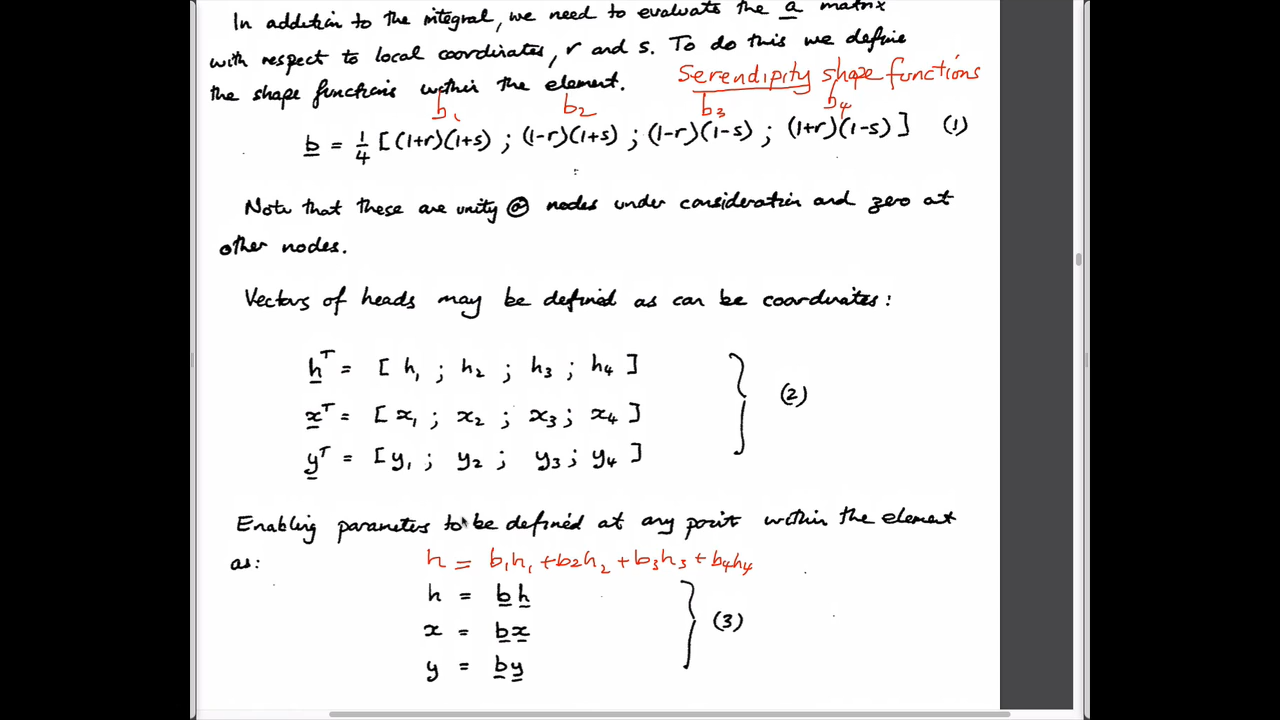 In addition to the integral, we need to evaluate the a matrix
with respect to local coordinates, r and s. To do this we define
the shape functions within the element. Serendipity shape functions
b₁ b₂ b₃ b₄
b = 1/4 [(1+r)(1+s) ; (1-r)(1+s) ; (1-r)(1-s) ; (1+r)(1-s)] (1)
Note that these are unity @ nodes under consideration and zero at
other nodes.
Vectors of heads may be defined as can be coordinates:
hᵀ = [h₁ ; h₂ ; h₃ ; h₄]
xᵀ = [x₁ ; x₂ ; x₃ ; x₄] (2)
yᵀ = [y₁ ; y₂ ; y₃ ; y₄]
Enabling parameters to be defined at any point within the element
as: h = b₁h₁ + b₂h₂ + b₃h₃ + b₄h₄
h = b h
x = b x (3)
y = b y